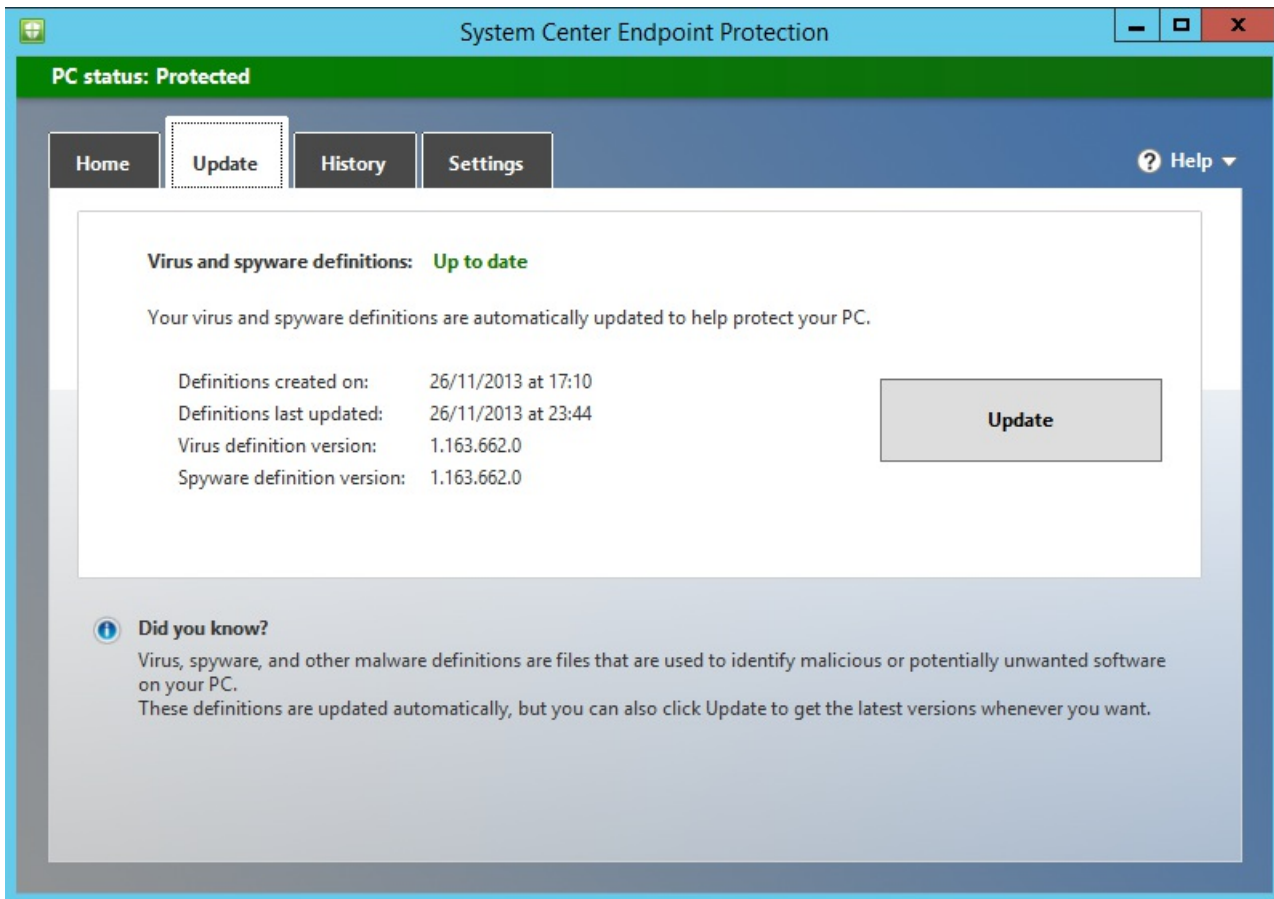 System Center Endpoint Protection
PC status: Protected
Home Update History Settings Help
Virus and spyware definitions: Up to date
Your virus and spyware definitions are automatically updated to help protect your PC.
Definitions created on: 26/11/2013 at 17:10
Definitions last updated: 26/11/2013 at 23:44
Virus definition version: 1.163.662.0
Spyware definition version: 1.163.662.0
Update
Did you know?
Virus, spyware, and other malware definitions are files that are used to identify malicious or potentially unwanted software
on your PC.
These definitions are updated automatically, but you can also click Update to get the latest versions whenever you want.